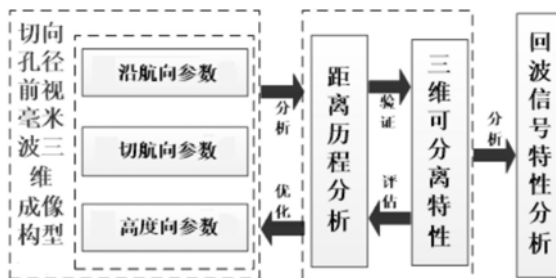 切向
孔径
前视
毫米
波三
维
成像
构型
沿航向参数
切航向参数
高度向参数
分析
优化
距离历程分析
验证
评估
三维可分离特性
分析
回波信号特性分析